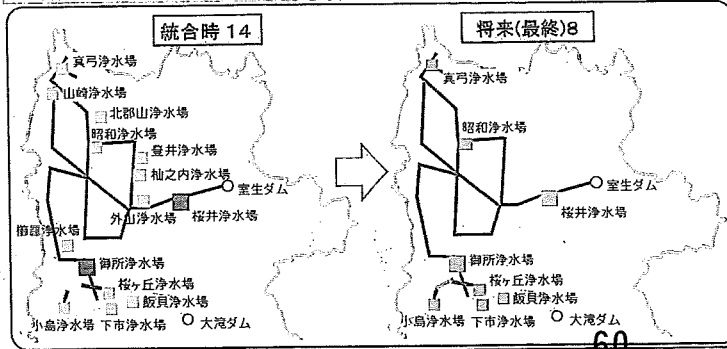 統合時 14
真弓浄水場
山崎浄水場
北郡山浄水場
昭和浄水場
豊井浄水場
杣之内浄水場
室生ダム
外山浄水場
桜井浄水場
御所浄水場
桜ヶ丘浄水場
飯貝浄水場
小島浄水場
下市浄水場
大滝ダム
将来(最終)8
真弓浄水場
昭和浄水場
室生ダム
桜井浄水場
御所浄水場
桜ヶ丘浄水場
飯貝浄水場
小島浄水場
下市浄水場
大滝ダム
60